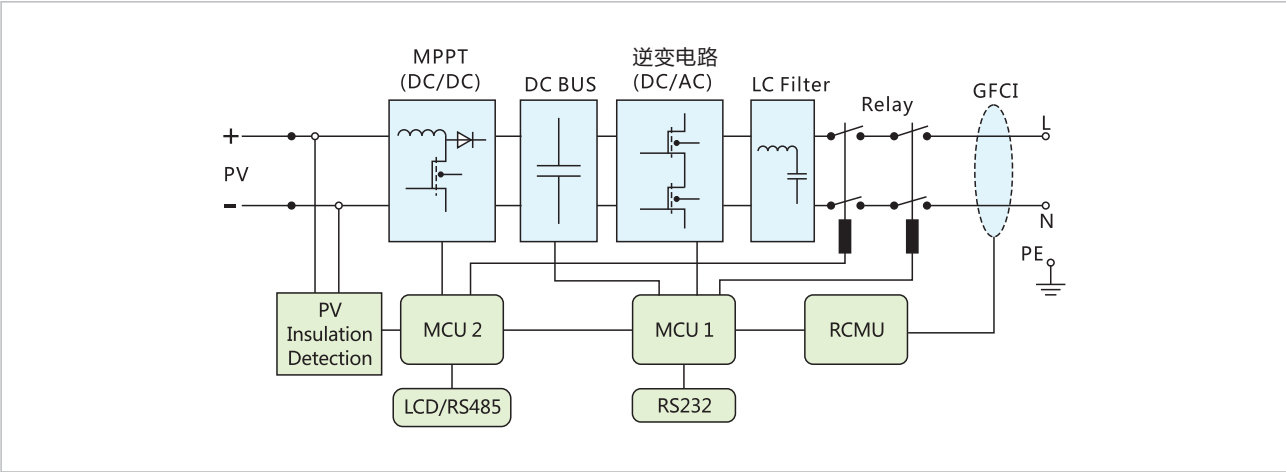 MPPT
(DC/DC)
DC BUS
逆变电路
(DC/AC)
LC Filter
Relay
GFCI
+
PV
-
L
N
PE
PV
Insulation
Detection
MCU 2
MCU 1
RCMU
LCD/RS485
RS232